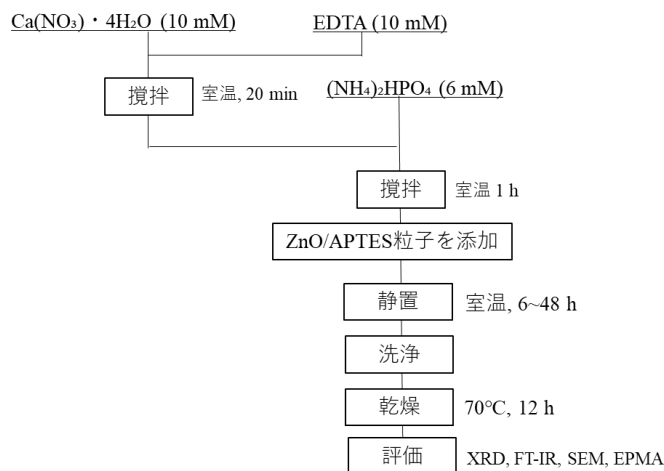 Ca(NO₃)・4H₂O (10 mM)
EDTA (10 mM)
攪拌
室温, 20 min
(NH₄)₂HPO₄ (6 mM)
攪拌
室温 1 h
ZnO/APTES粒子を添加
静置
室温, 6~48 h
洗浄
乾燥
70℃, 12 h
評価
XRD, FT-IR, SEM, EPMA